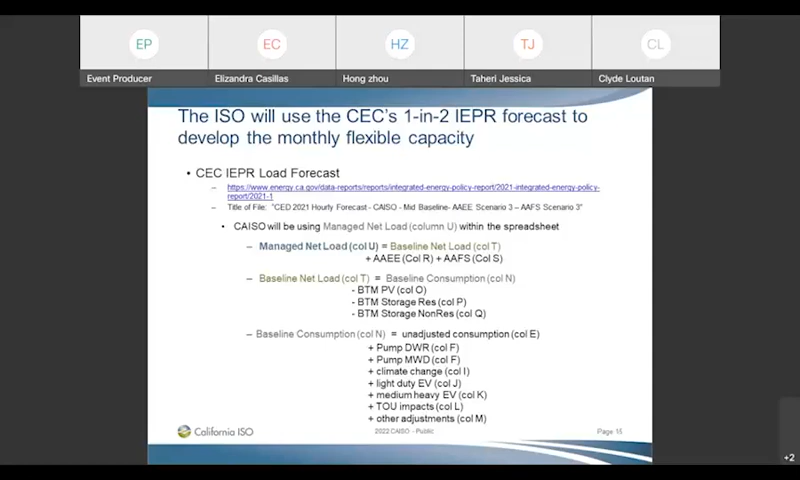 EP
EC
HZ
TJ
CL
Event Producer
Elizandra Casillas
Hong zhou
Taheri Jessica
Clyde Loutan
The ISO will use the CEC's 1-in-2 IEPR forecast to
develop the monthly flexible capacity
• CEC IEPR Load Forecast
– https://www.energy.ca.gov/data-reports/reports/integrated-energy-policy-report/2021-integrated-energy-policy-
report/2021-1
– Title of File: "CED 2021 Hourly Forecast - CAISO - Mid Baseline- AAEE Scenario 3 – AAFS Scenario 3"
• CAISO will be using Managed Net Load (column U) within the spreadsheet
– Managed Net Load (col U) = Baseline Net Load (col T)
+ AAEE (Col R) + AAFS (Col S)
– Baseline Net Load (col T) = Baseline Consumption (col N)
- BTM PV (col O)
- BTM Storage Res (col P)
- BTM Storage NonRes (col Q)
– Baseline Consumption (col N) = unadjusted consumption (col E)
+ Pump DWR (col F)
+ Pump MWD (col F)
+ climate change (col I)
+ light duty EV (col J)
+ medium heavy EV (col K)
+ TOU impacts (col L)
+ other adjustments (col M)
California ISO
2022 CAISO - Public
Page 15
+2